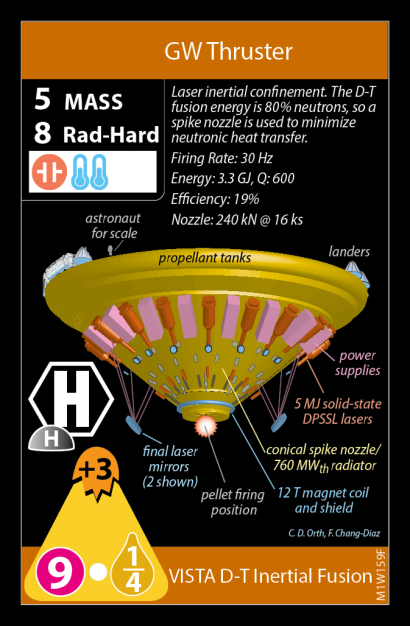 GW Thruster
5 MASS
8 Rad-Hard
Laser inertial confinement. The D-T
fusion energy is 80% neutrons, so a
spike nozzle is used to minimize
neutronic heat transfer.
Firing Rate: 30 Hz
Energy: 3.3 GJ, Q: 600
Efficiency: 19%
Nozzle: 240 kN @ 16 ks
astronaut
for scale
propellant tanks
landers
power
supplies
H
H
5 MJ solid-state
DPSSL lasers
final laser
mirrors
(2 shown)
conical spike nozzle/
760 MWth radiator
+3
pellet firing
position
12 T magnet coil
and shield
C. D. Orth, F. Chang-Diaz
9 • 1/4
VISTA D-T Inertial Fusion
M1W159F